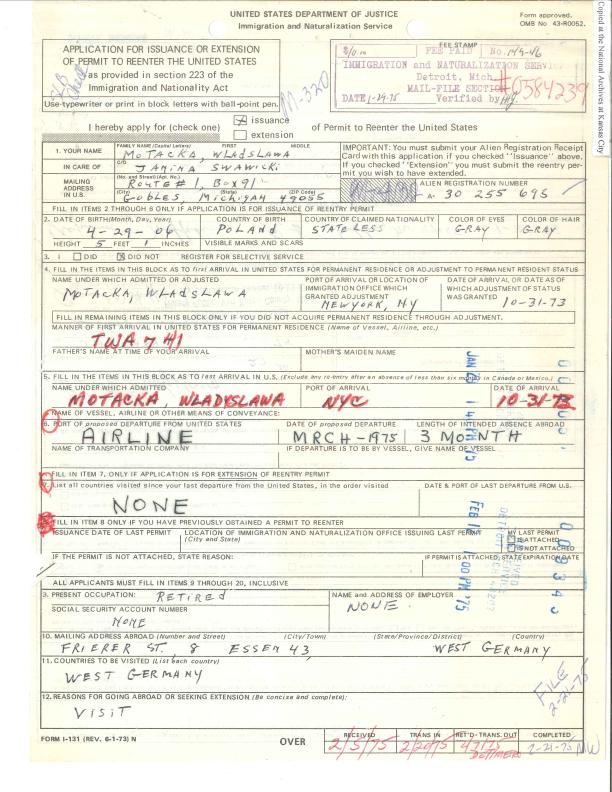 UNITED STATES DEPARTMENT OF JUSTICE
Immigration and Naturalization Service
Form approved.
OMB No. 43-R0052.
Copied at the National Archives at Kansas City
APPLICATION FOR ISSUANCE OR EXTENSION
OF PERMIT TO REENTER THE UNITED STATES
as provided in section 223 of the
Immigration and Nationality Act
Use typewriter or print in block letters with ball-point pen.
M-320
FEE STAMP
$10.00 FEE PAID No. 149-46
IMMIGRATION and NATURALIZATION SERVICE
Detroit, Mich.
MAIL-FILE SECTION
DATE 1-29-75 Verified by
#0584239
I hereby apply for (check one) issuance
extension
of Permit to Reenter the United States
1. YOUR NAME FAMILY NAME (Capital Letters) FIRST MIDDLE
MOTACKA, WLADSLAWA
IN CARE OF C/O
JANINA SWAWICKI
MAILING ADDRESS IN U.S. (No. and Street) (Apt. No.)
ROUTE #1, BOX 91
(City) (State) (ZIP Code)
GOBLES MICHIGAN 49055
IMPORTANT: You must submit your Alien Registration Receipt
Card with this application if you checked "Issuance" above.
If you checked "Extension" you must submit the reentry per-
mit you wish to have extended.
ALIEN REGISTRATION NUMBER
A- 30 255 695
FILL IN ITEMS 2 THROUGH 6 ONLY IF APPLICATION IS FOR ISSUANCE OF REENTRY PERMIT
2. DATE OF BIRTH (Month, Day, Year) COUNTRY OF BIRTH COUNTRY OF CLAIMED NATIONALITY COLOR OF EYES COLOR OF HAIR
4-29-06 POLAND STATELESS GRAY GRAY
HEIGHT 5 FEET 1 INCHES VISIBLE MARKS AND SCARS
3. I DID DID NOT REGISTER FOR SELECTIVE SERVICE
4. FILL IN THE ITEMS IN THIS BLOCK AS TO first ARRIVAL IN UNITED STATES FOR PERMANENT RESIDENCE OR ADJUSTMENT TO PERMANENT RESIDENT STATUS
NAME UNDER WHICH ADMITTED OR ADJUSTED
MOTACKA, WLADSLAWA
PORT OF ARRIVAL OR LOCATION OF
IMMIGRATION OFFICE WHICH
GRANTED ADJUSTMENT
NEW YORK, NY
DATE OF ARRIVAL OR DATE AS OF
WHICH ADJUSTMENT OF STATUS
WAS GRANTED 10-31-73
FILL IN REMAINING ITEMS IN THIS BLOCK ONLY IF YOU DID NOT ACQUIRE PERMANENT RESIDENCE THROUGH ADJUSTMENT.
MANNER OF FIRST ARRIVAL IN UNITED STATES FOR PERMANENT RESIDENCE (Name of Vessel, Airline, etc.)
TWA 741
FATHER'S NAME AT TIME OF YOUR ARRIVAL MOTHER'S MAIDEN NAME
5. FILL IN THE ITEMS IN THIS BLOCK AS TO last ARRIVAL IN U.S. (Exclude any re-entry after an absence of less than six months in Canada or Mexico.)
NAME UNDER WHICH ADMITTED PORT OF ARRIVAL DATE OF ARRIVAL
MOTACKA, WLADYSLAWA NYC 10-31-73
NAME OF VESSEL, AIRLINE OR OTHER MEANS OF CONVEYANCE:
6. PORT OF proposed DEPARTURE FROM UNITED STATES DATE OF proposed DEPARTURE LENGTH OF INTENDED ABSENCE ABROAD
AIRLINE MRCH-1975 3 MONTH
NAME OF TRANSPORTATION COMPANY IF DEPARTURE IS TO BE BY VESSEL, GIVE NAME OF VESSEL
FILL IN ITEM 7, ONLY IF APPLICATION IS FOR EXTENSION OF REENTRY PERMIT
7. List all countries visited since your last departure from the United States, in the order visited DATE & PORT OF LAST DEPARTURE FROM U.S.
NONE
FILL IN ITEM 8 ONLY IF YOU HAVE PREVIOUSLY OBTAINED A PERMIT TO REENTER
ISSUANCE DATE OF LAST PERMIT LOCATION OF IMMIGRATION AND NATURALIZATION OFFICE ISSUING LAST PERMIT
(City and State)
MY LAST PERMIT
IS ATTACHED
IS NOT ATTACHED
IF THE PERMIT IS NOT ATTACHED, STATE REASON: IF PERMIT IS ATTACHED, STATE EXPIRATION DATE
FEB 1:00 PM '75
ALL APPLICANTS MUST FILL IN ITEMS 9 THROUGH 20, INCLUSIVE
9. PRESENT OCCUPATION: RETIRED
NAME and ADDRESS OF EMPLOYER
NONE
SOCIAL SECURITY ACCOUNT NUMBER
NONE
10. MAILING ADDRESS ABROAD (Number and Street) (City/Town) (State/Province/District) (Country)
FRIERER ST, 8 ESSEN 43, WEST GERMANY
11. COUNTRIES TO BE VISITED (List each country)
WEST GERMANY
12. REASONS FOR GOING ABROAD OR SEEKING EXTENSION (Be concise and complete):
VISIT
FILE
2-21-75
FORM I-131 (REV. 6-1-73) N
OVER
RECEIVED TRANS IN RET'D-TRANS. OUT COMPLETED
2/5/75 2/20/75 2-21-75 MW